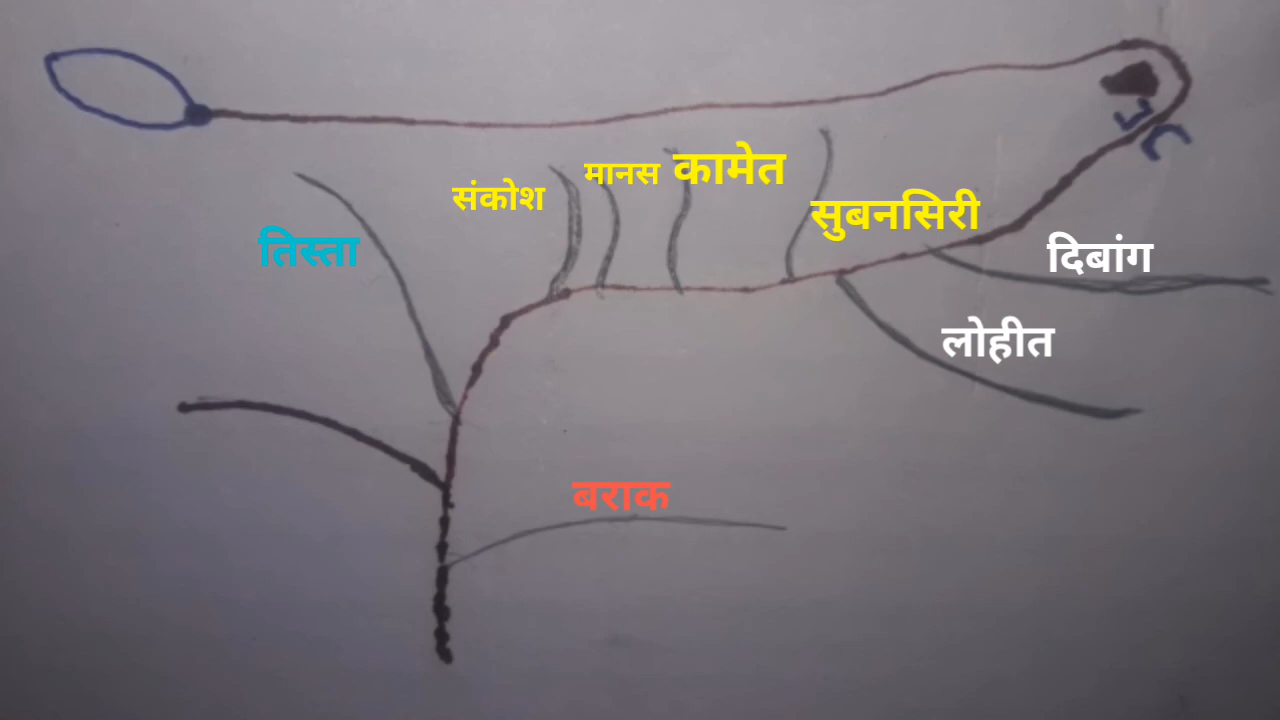 मानस
कामेत
संकोश
सुबनसिरी
तिस्ता
दिबांग
लोहीत
बराक